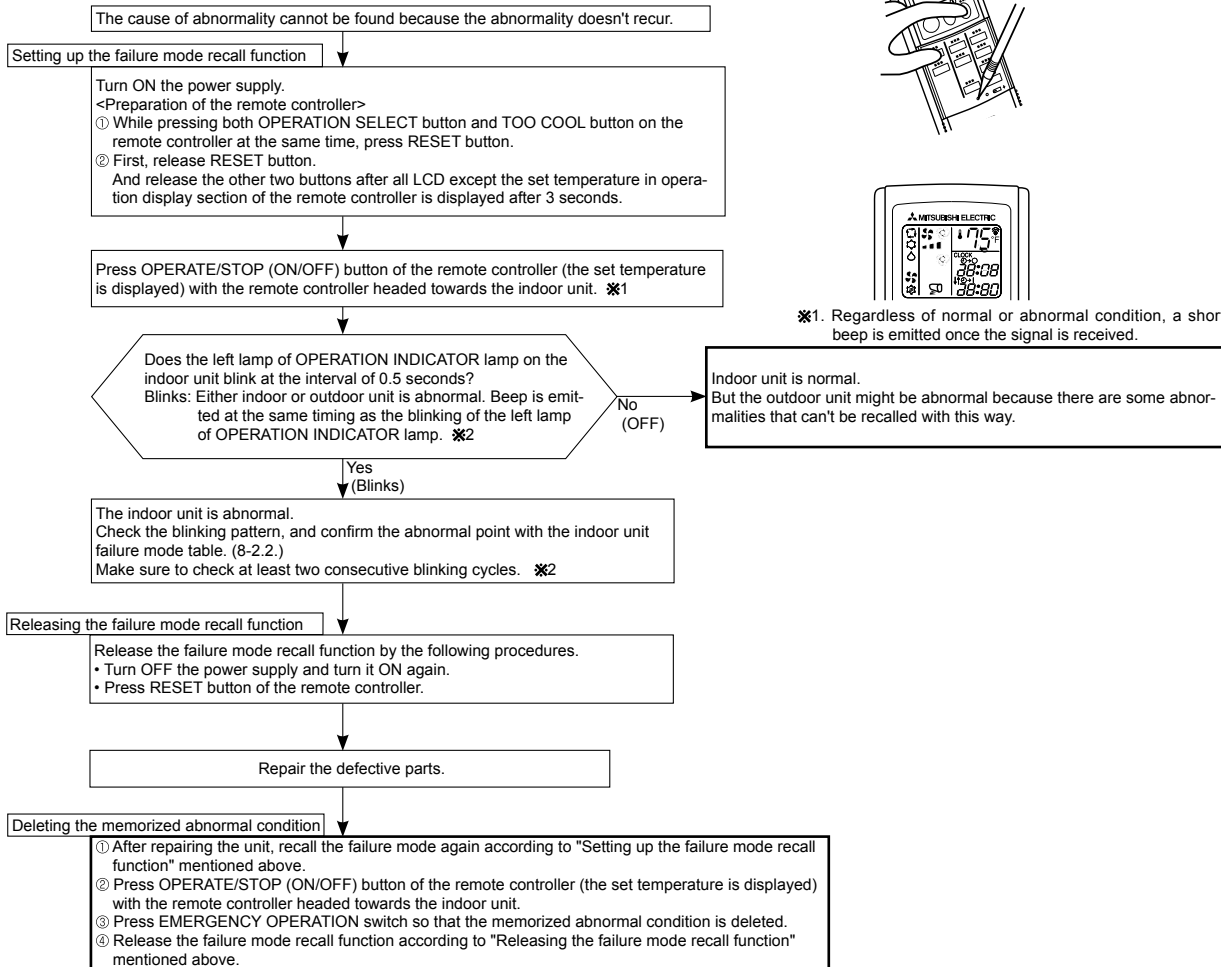 The cause of abnormality cannot be found because the abnormality doesn't recur.
Setting up the failure mode recall function
Turn ON the power supply.
<Preparation of the remote controller>
① While pressing both OPERATION SELECT button and TOO COOL button on the
remote controller at the same time, press RESET button.
② First, release RESET button.
And release the other two buttons after all LCD except the set temperature in opera-
tion display section of the remote controller is displayed after 3 seconds.
Press OPERATE/STOP (ON/OFF) button of the remote controller (the set temperature
is displayed) with the remote controller headed towards the indoor unit. ※1
MITSUBISHI ELECTRIC
75°F
CLOCK
88:08
88:80
※1. Regardless of normal or abnormal condition, a shor
beep is emitted once the signal is received.
Does the left lamp of OPERATION INDICATOR lamp on the
indoor unit blink at the interval of 0.5 seconds?
Blinks: Either indoor or outdoor unit is abnormal. Beep is emit-
ted at the same timing as the blinking of the left lamp
of OPERATION INDICATOR lamp. ※2
No
(OFF)
Indoor unit is normal.
But the outdoor unit might be abnormal because there are some abnor-
malities that can't be recalled with this way.
Yes
(Blinks)
The indoor unit is abnormal.
Check the blinking pattern, and confirm the abnormal point with the indoor unit
failure mode table. (8-2.2.)
Make sure to check at least two consecutive blinking cycles. ※2
Releasing the failure mode recall function
Release the failure mode recall function by the following procedures.
• Turn OFF the power supply and turn it ON again.
• Press RESET button of the remote controller.
Repair the defective parts.
Deleting the memorized abnormal condition
① After repairing the unit, recall the failure mode again according to "Setting up the failure mode recall
function" mentioned above.
② Press OPERATE/STOP (ON/OFF) button of the remote controller (the set temperature is displayed)
with the remote controller headed towards the indoor unit.
③ Press EMERGENCY OPERATION switch so that the memorized abnormal condition is deleted.
④ Release the failure mode recall function according to "Releasing the failure mode recall function"
mentioned above.